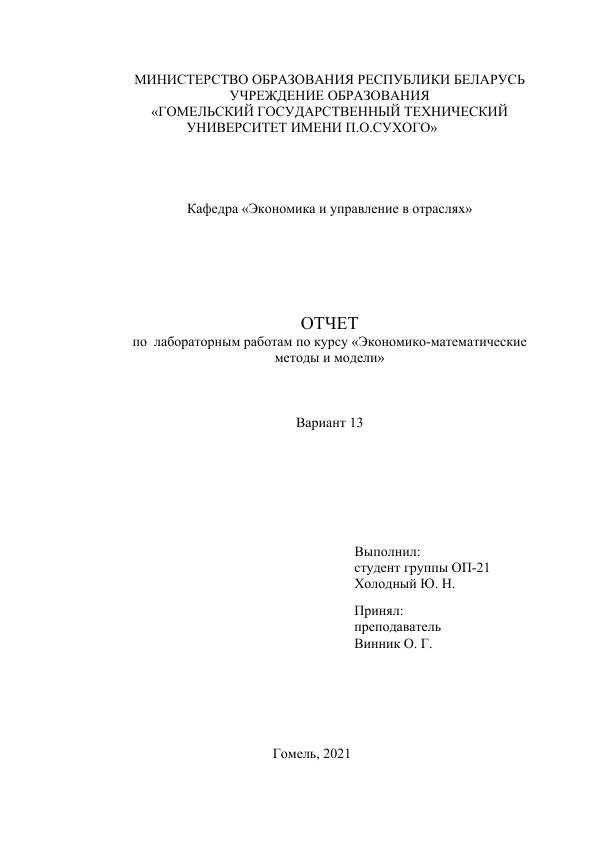 МИНИСТЕРСТВО ОБРАЗОВАНИЯ РЕСПУБЛИКИ БЕЛАРУСЬ
УЧРЕЖДЕНИЕ ОБРАЗОВАНИЯ
«ГОМЕЛЬСКИЙ ГОСУДАРСТВЕННЫЙ ТЕХНИЧЕСКИЙ
УНИВЕРСИТЕТ ИМЕНИ П.О.СУХОГО»
Кафедра «Экономика и управление в отраслях»
ОТЧЕТ
по лабораторным работам по курсу «Экономико-математические
методы и модели»
Вариант 13
Выполнил:
студент группы ОП-21
Холодный Ю. Н.
Принял:
преподаватель
Винник О. Г.
Гомель, 2021